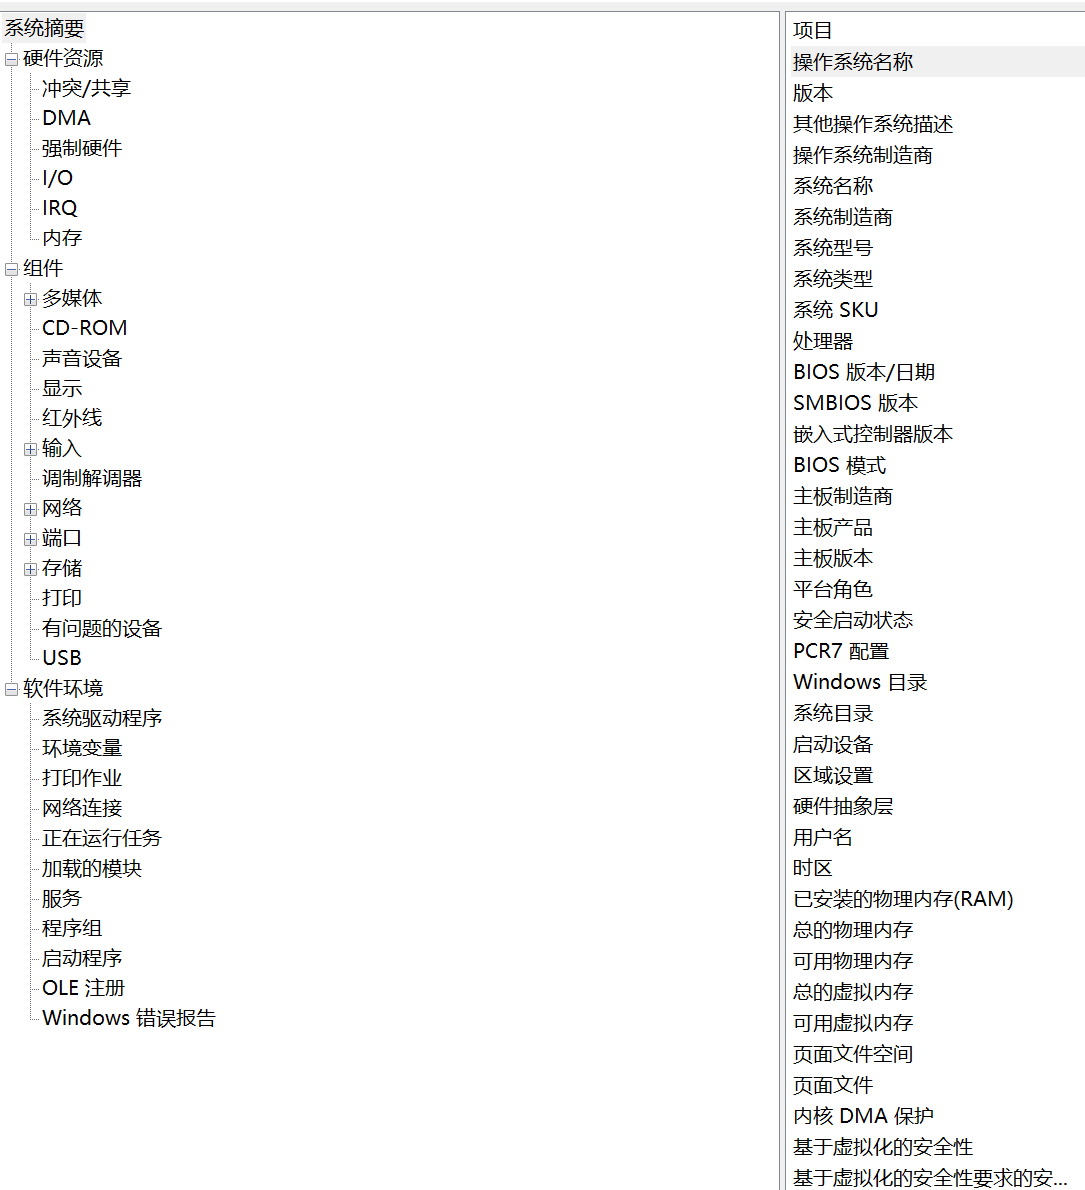 系统摘要
硬件资源
冲突/共享
DMA
强制硬件
I/O
IRQ
内存
组件
多媒体
CD-ROM
声音设备
显示
红外线
输入
调制解调器
网络
端口
存储
打印
有问题的设备
USB
软件环境
系统驱动程序
环境变量
打印作业
网络连接
正在运行任务
加载的模块
服务
程序组
启动程序
OLE 注册
Windows 错误报告
项目
操作系统名称
版本
其他操作系统描述
操作系统制造商
系统名称
系统制造商
系统型号
系统类型
系统 SKU
处理器
BIOS 版本/日期
SMBIOS 版本
嵌入式控制器版本
BIOS 模式
主板制造商
主板产品
主板版本
平台角色
安全启动状态
PCR7 配置
Windows 目录
系统目录
启动设备
区域设置
硬件抽象层
用户名
时区
已安装的物理内存(RAM)
总的物理内存
可用物理内存
总的虚拟内存
可用虚拟内存
页面文件空间
页面文件
内核 DMA 保护
基于虚拟化的安全性
基于虚拟化的安全性要求的安...